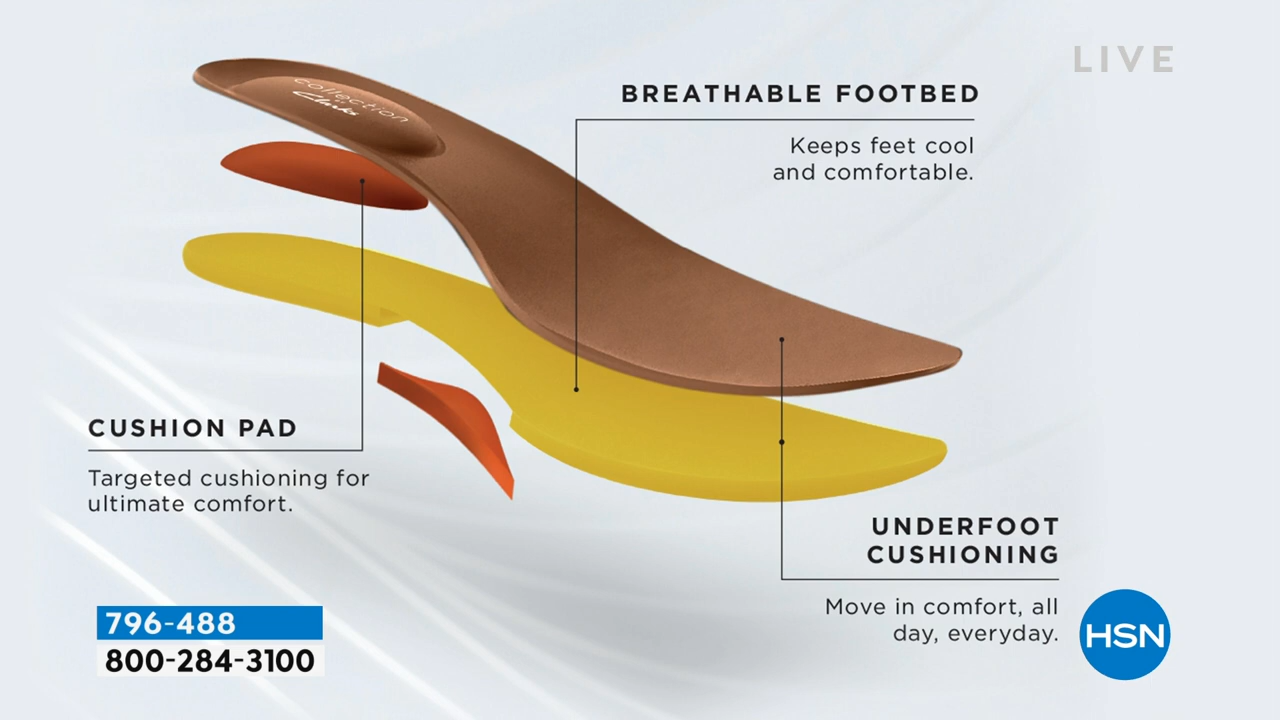 LIVE
collection
by
Clarks
BREATHABLE FOOTBED
Keeps feet cool
and comfortable.
CUSHION PAD
Targeted cushioning for
ultimate comfort.
UNDERFOOT
CUSHIONING
Move in comfort, all
day, everyday.
796-488
800-284-3100
HSN